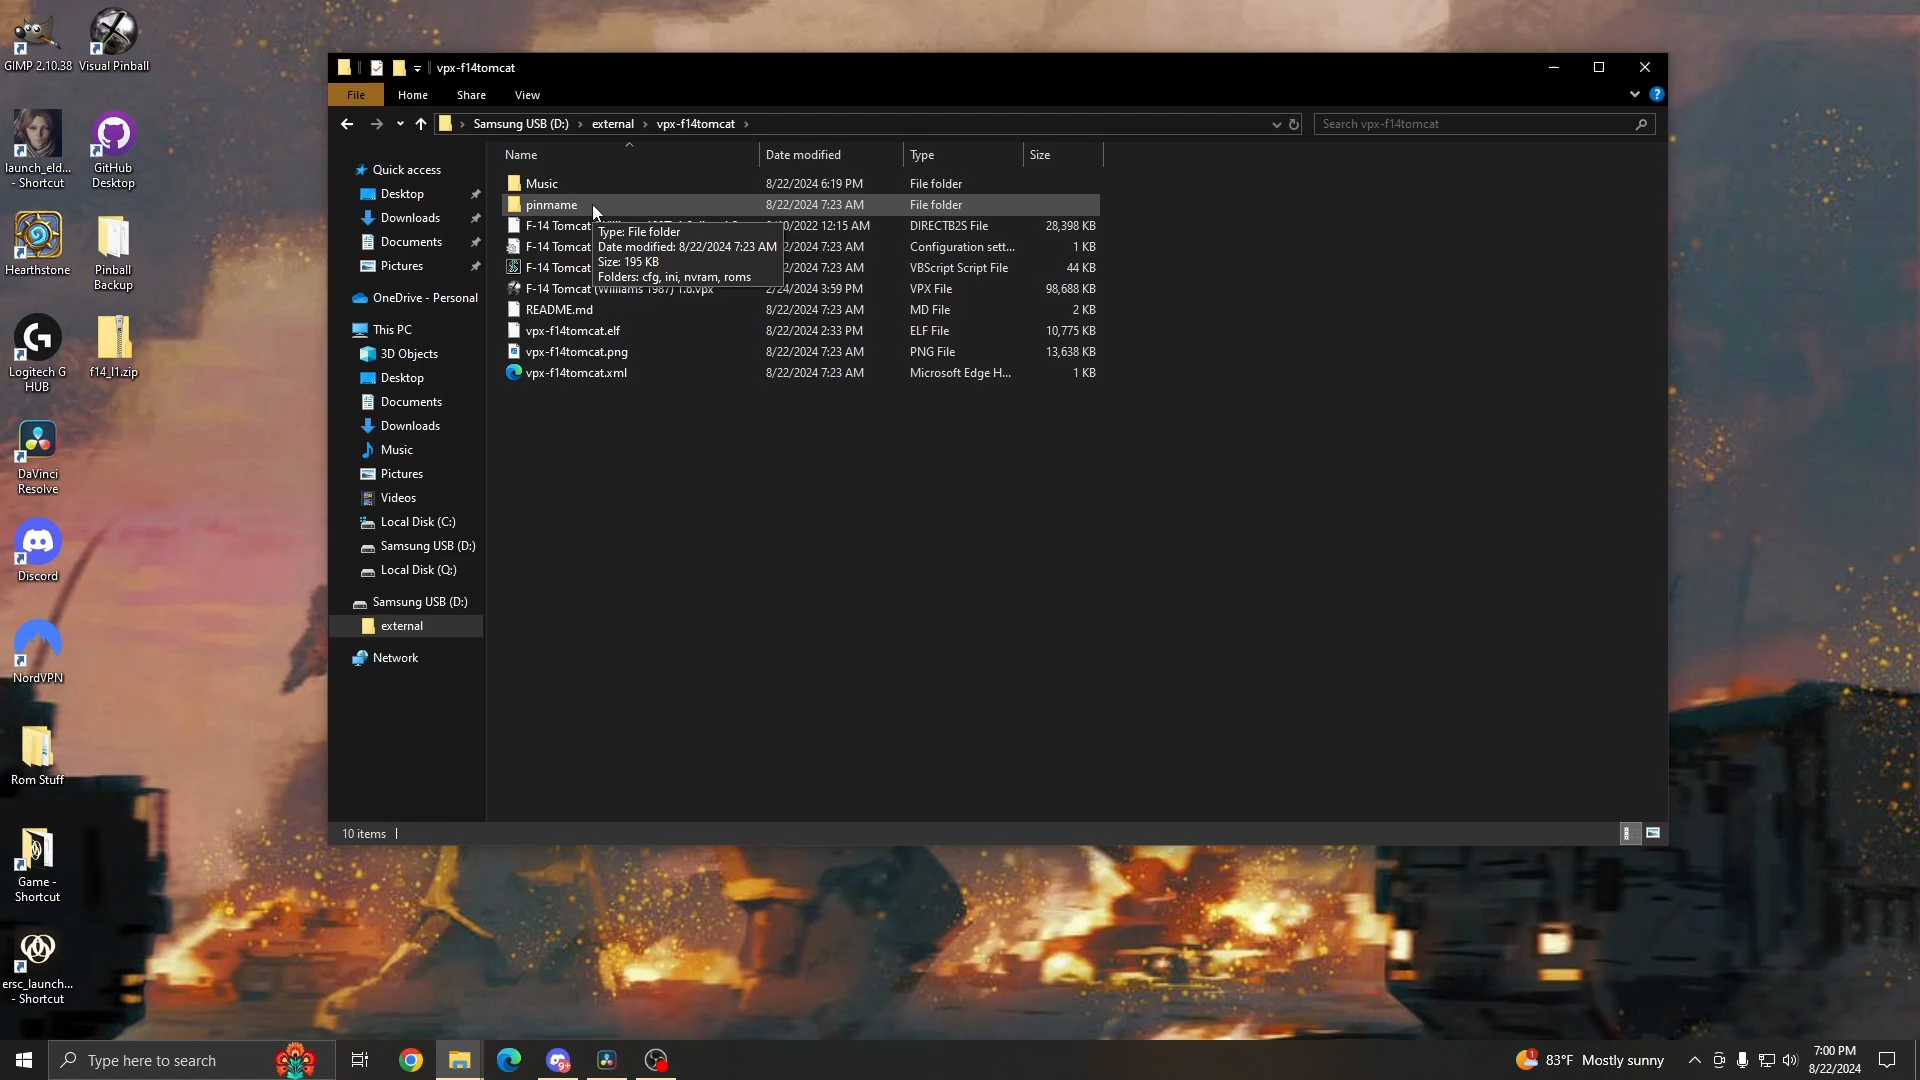 GIMP 2.10.38
Visual Pinball
launch_eld...
- Shortcut
GitHub
Desktop
Hearthstone
Pinball
Backup
Logitech G
HUB
f14_l1.zip
DaVinci
Resolve
Discord
NordVPN
Rom Stuff
Game -
Shortcut
ersc_launch...
- Shortcut
vpx-f14tomcat
File
Home
Share
View
Samsung USB (D:)
external
vpx-f14tomcat
Search vpx-f14tomcat
Quick access
Desktop
Downloads
Documents
Pictures
OneDrive - Personal
This PC
3D Objects
Desktop
Documents
Downloads
Music
Pictures
Videos
Local Disk (C:)
Samsung USB (D:)
Local Disk (Q:)
Samsung USB (D:)
external
Network
Name Date modified Type Size
Music 8/22/2024 6:19 PM File folder
pinmame 8/22/2024 7:23 AM File folder
F-14 Tomcat 12:15 AM DIRECTB2S File 28,398 KB
F-14 Tomcat 7:23 AM Configuration sett... 1 KB
F-14 Tomcat 7:23 AM VBScript Script File 44 KB
F-14 Tomcat (Williams 1987) 1.6.vpx 3:59 PM VPX File 98,688 KB
README.md 8/22/2024 7:23 AM MD File 2 KB
vpx-f14tomcat.elf 8/22/2024 2:33 PM ELF File 10,775 KB
vpx-f14tomcat.png 8/22/2024 7:23 AM PNG File 13,638 KB
vpx-f14tomcat.xml 8/22/2024 7:23 AM Microsoft Edge H... 1 KB
Type: File folder
Date modified: 8/22/2024 7:23 AM
Size: 195 KB
Folders: cfg, ini, nvram, roms
10 items
Type here to search
9+
1
83°F Mostly sunny
7:00 PM
8/22/2024